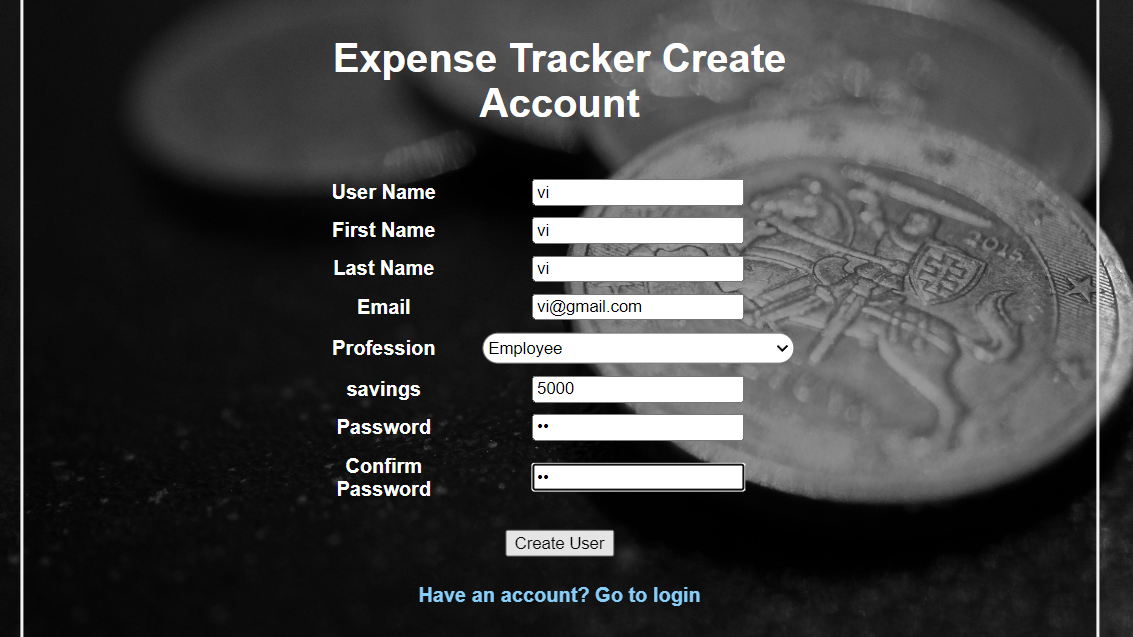 Expense Tracker Create
Account
User Name vi
First Name vi
Last Name vi
Email vi@gmail.com
Profession Employee
savings 5000
Password ••
Confirm
Password ••
Create User
Have an account? Go to login
2015